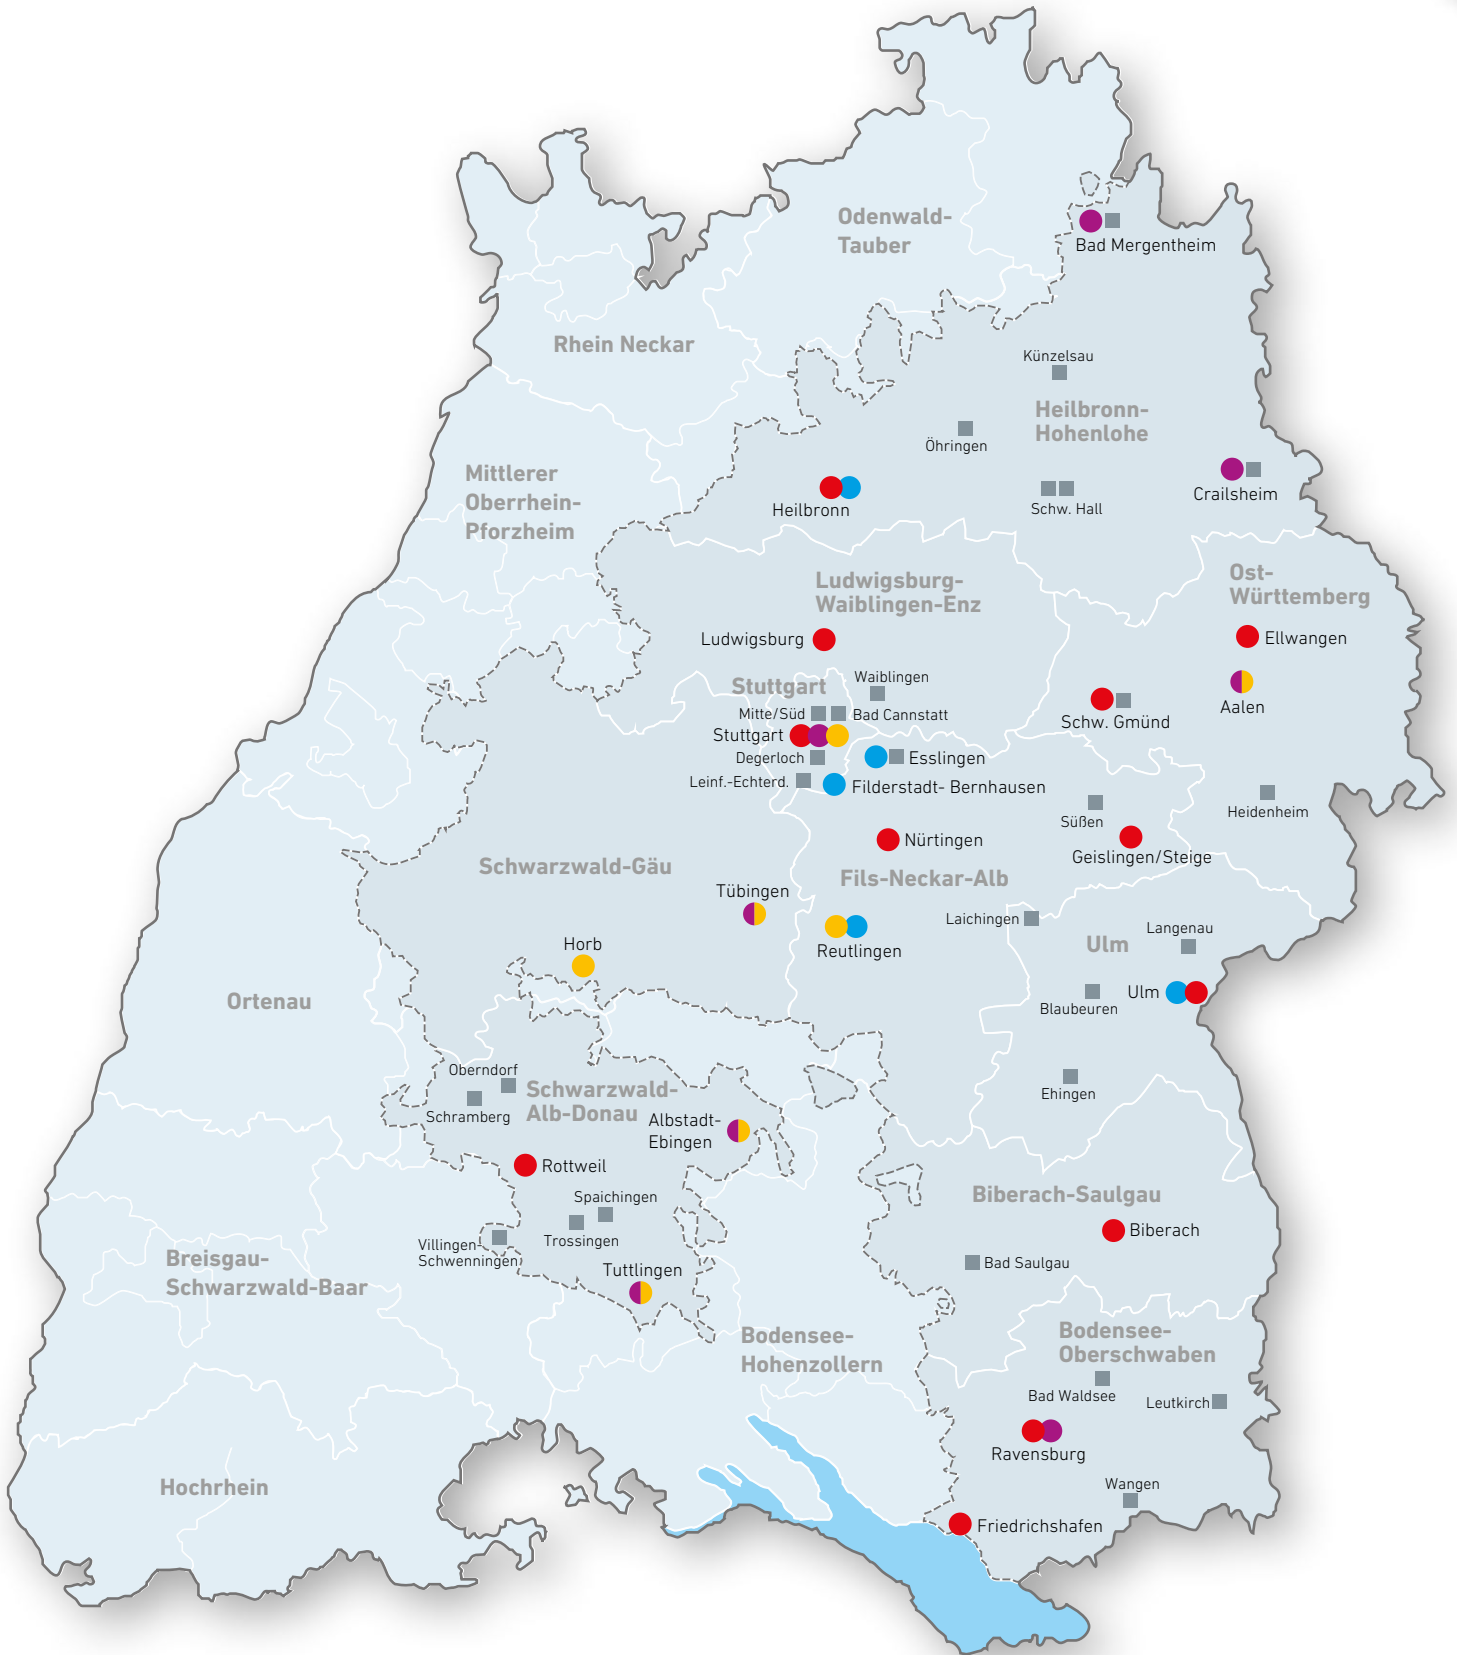 Odenwald-
Tauber
Bad Mergentheim
Rhein Neckar
Künzelsau
Heilbronn-
Hohenlohe
Öhringen
Mittlerer
Oberrhein-
Pforzheim
Crailsheim
Heilbronn
Schw. Hall
Ludwigsburg-
Waiblingen-Enz
Ost-
Württemberg
Ludwigsburg
Ellwangen
Stuttgart
Waiblingen
Aalen
Mitte/Süd
Bad Cannstatt
Schw. Gmünd
Stuttgart
Degerloch
Esslingen
Leinf.-Echterd.
Filderstadt- Bernhausen
Süßen
Heidenheim
Nürtingen
Geislingen/Steige
Schwarzwald-Gäu
Fils-Neckar-Alb
Tübingen
Laichingen
Langenau
Horb
Reutlingen
Ulm
Ortenau
Ulm
Blaubeuren
Oberndorf
Schwarzwald-
Alb-Donau
Schramberg
Ehingen
Albstadt-
Ebingen
Rottweil
Spaichingen
Biberach-Saulgau
Trossingen
Biberach
Villingen-
Schwenningen
Breisgau-
Schwarzwald-Baar
Bad Saulgau
Tuttlingen
Bodensee-
Hohenzollern
Bodensee-
Oberschwaben
Bad Waldsee
Leutkirch
Ravensburg
Hochrhein
Wangen
Friedrichshafen